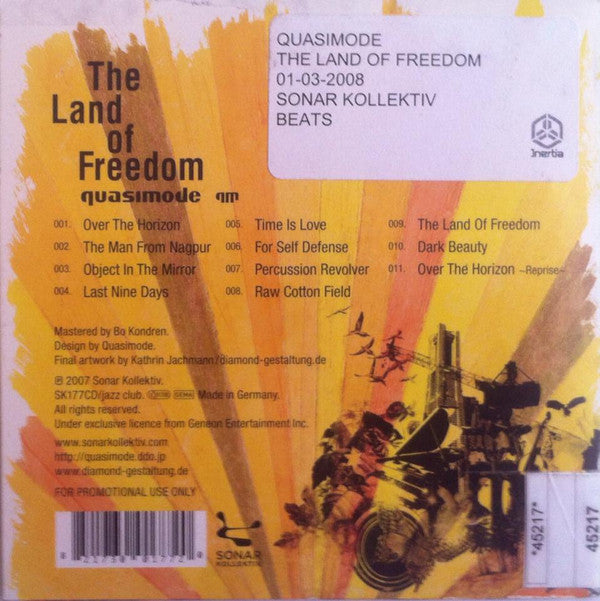 QUASIMODE
THE LAND OF FREEDOM
01-03-2008
SONAR KOLLEKTIV
BEATS
Inertia
The
Land
of
Freedom
quasimode qm
001. Over The Horizon
002. The Man From Nagpur
003. Object In The Mirror
004. Last Nine Days
005. Time Is Love
006. For Self Defense
007. Percussion Revolver
008. Raw Cotton Field
009. The Land Of Freedom
010. Dark Beauty
011. Over The Horizon ~Reprise~
Mastered by Bo Kondren.
Design by Quasimode.
Final artwork by Kathrin Jachmann/diamond-gestaltung.de
℗ 2007 Sonar Kollektiv.
SK177CD/jazz club. GEMA Made in Germany.
All rights reserved.
Under exclusive licence from Geneon Entertainment Inc.
www.sonarkollektiv.com
http://quasimode.ddo.jp
www.diamond-gestaltung.de
FOR PROMOTIONAL USE ONLY
SONAR
KOLLEKTIV
*45217*
45217